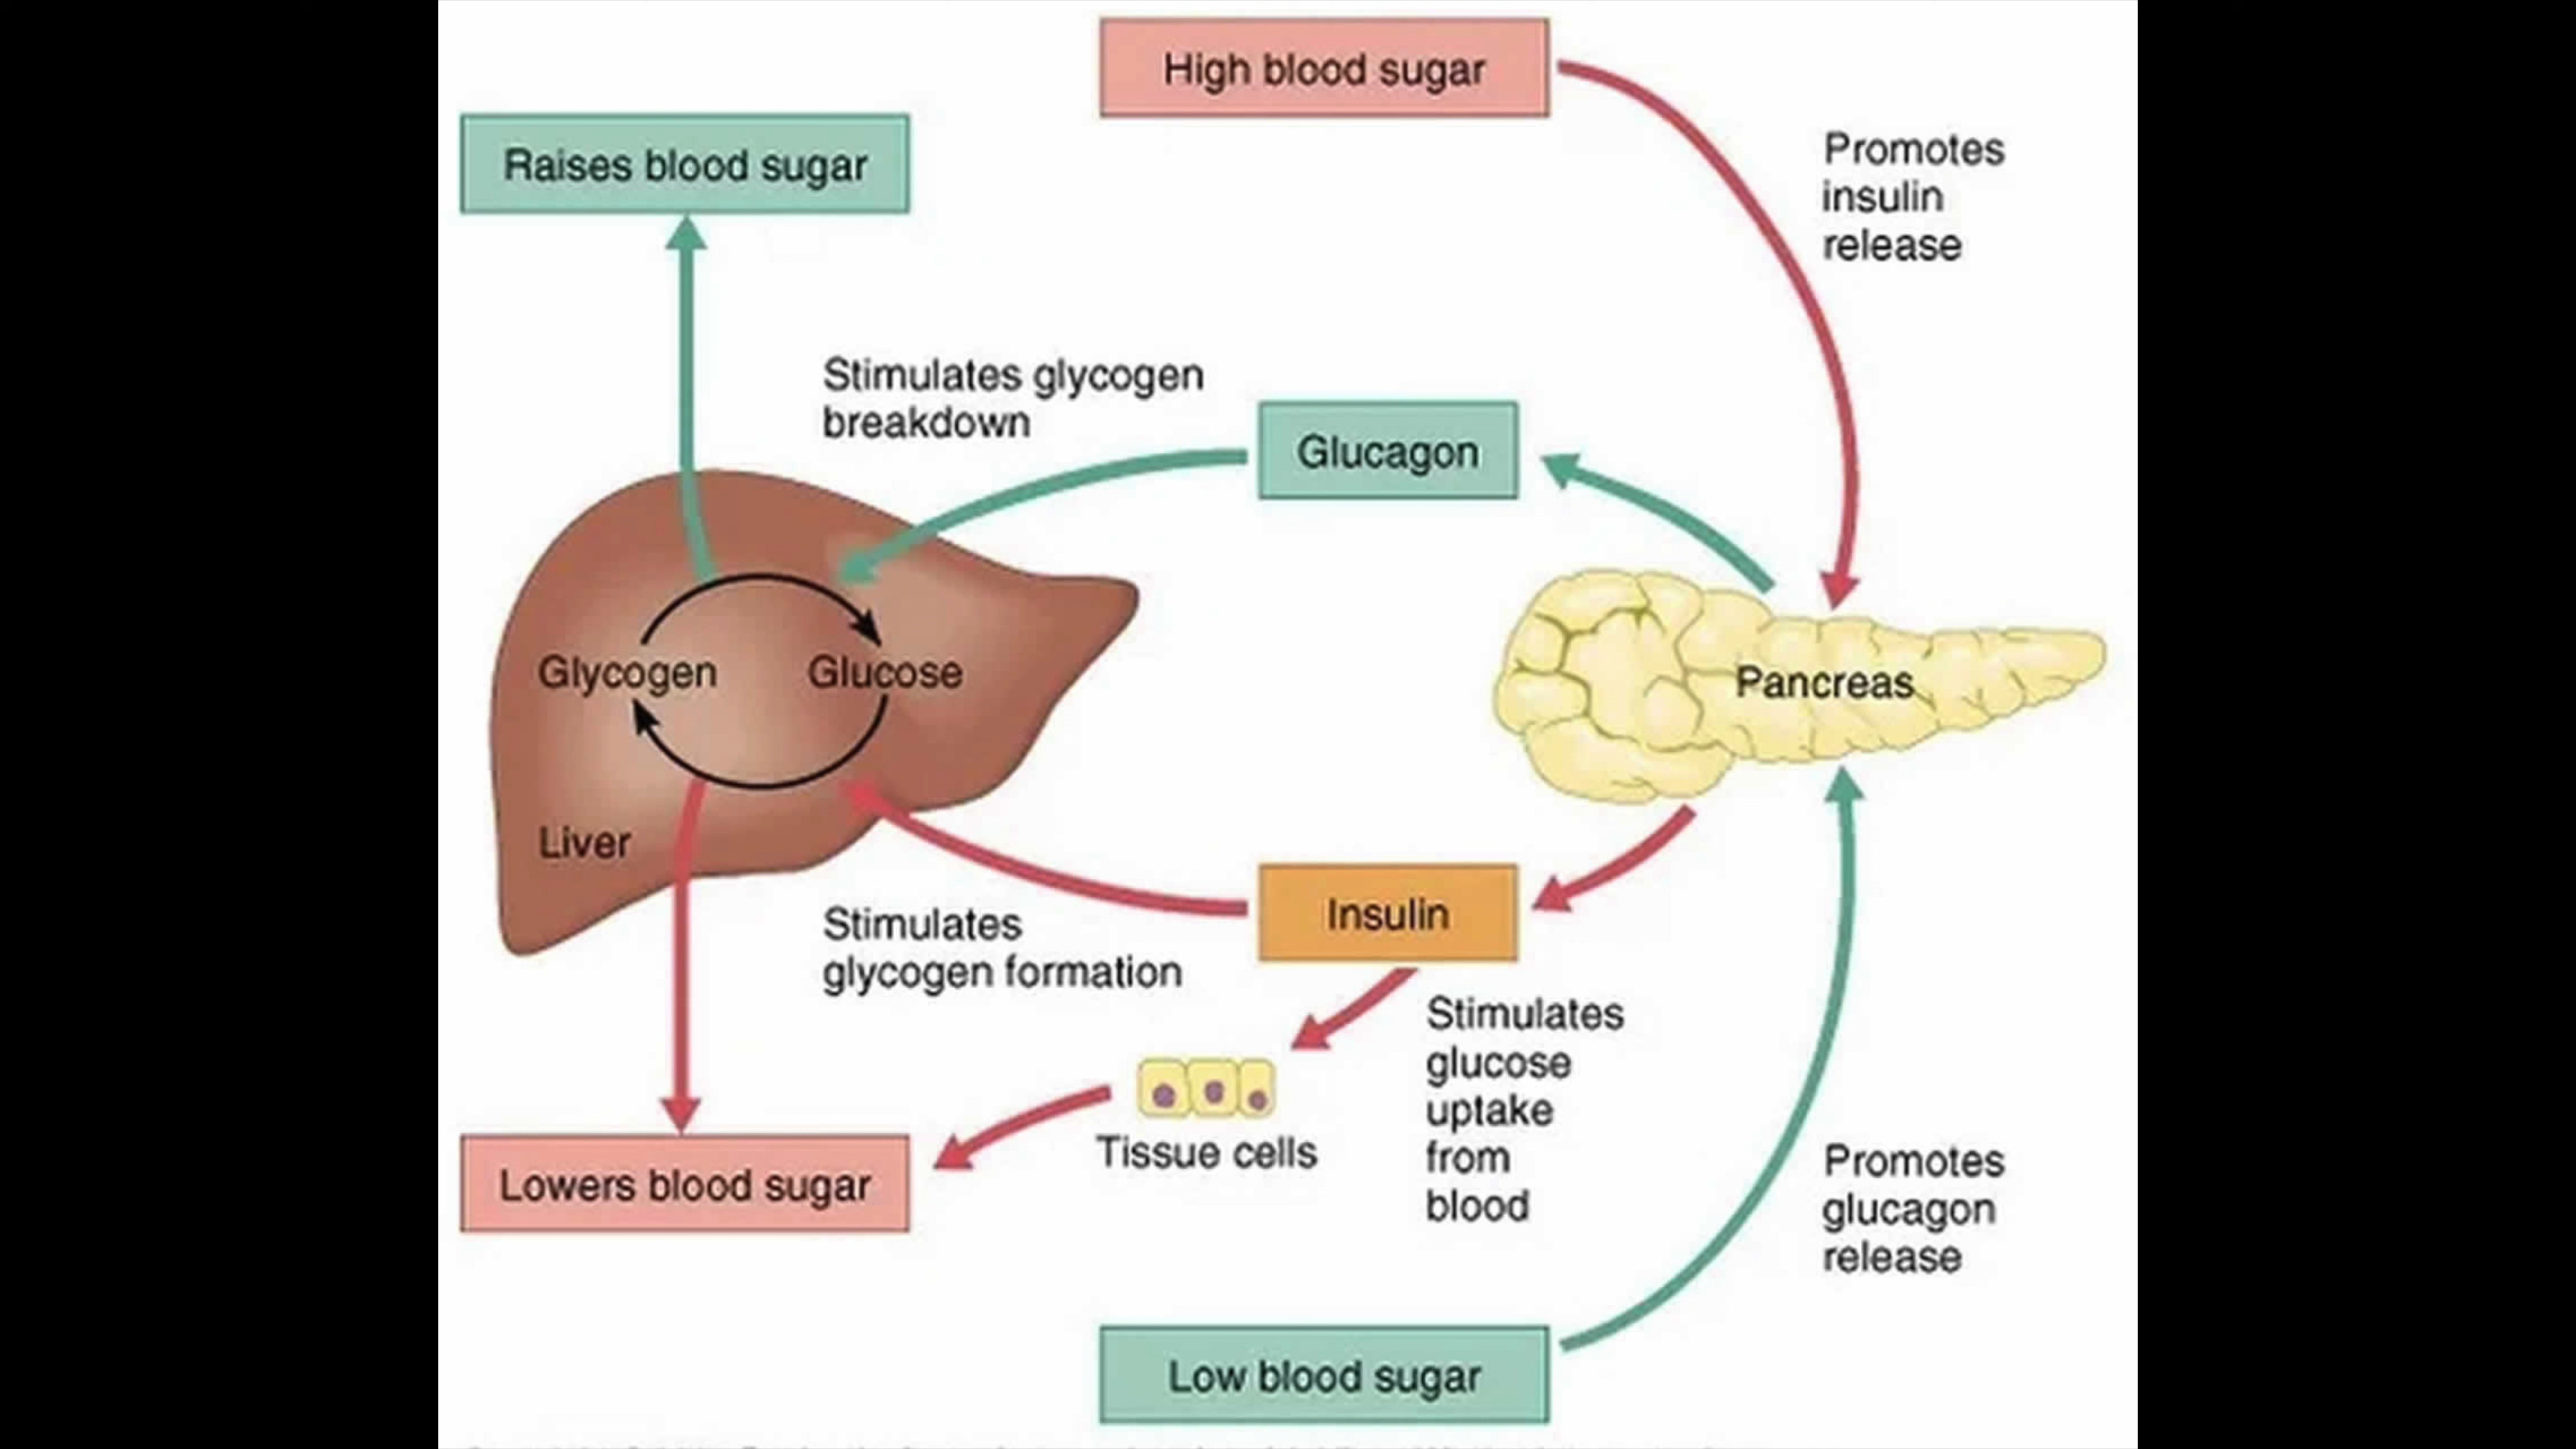 High blood sugar
Raises blood sugar
Promotes
insulin
release
Stimulates glycogen
breakdown
Glucagon
Glycogen
Glucose
Pancreas
Liver
Insulin
Stimulates
glycogen formation
Stimulates
glucose
uptake
from
blood
Tissue cells
Lowers blood sugar
Promotes
glucagon
release
Low blood sugar